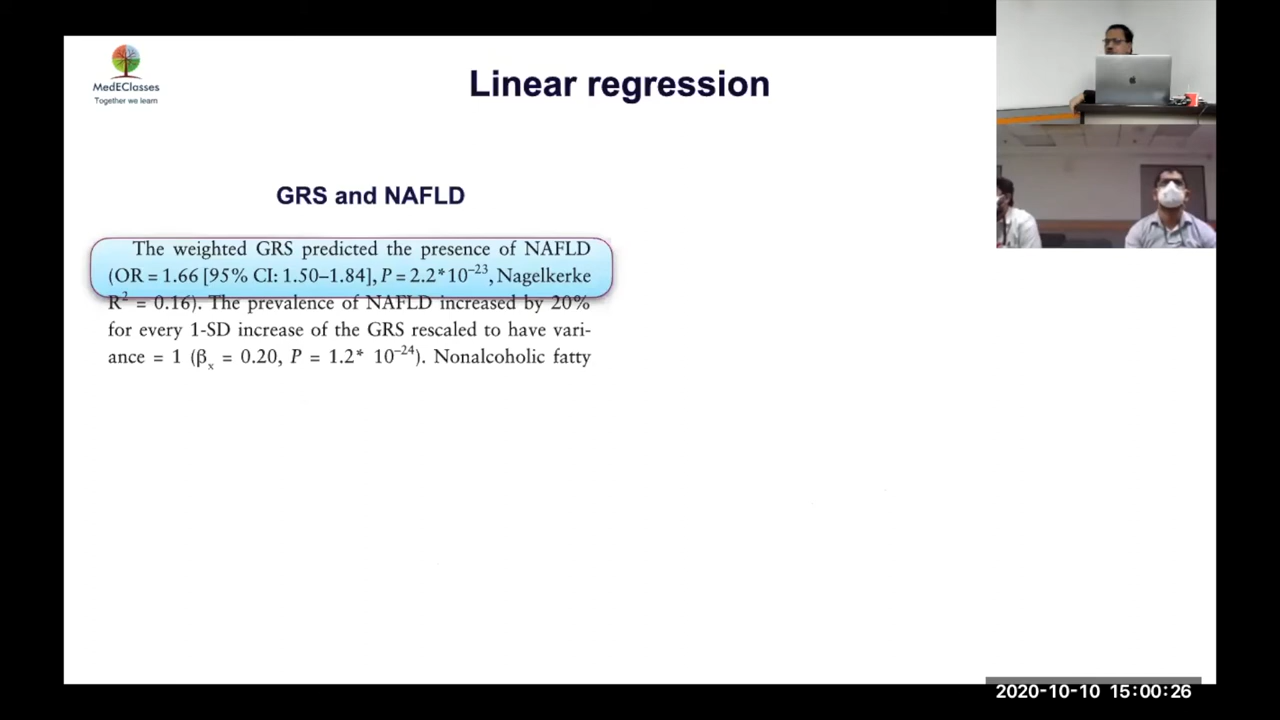 MedEClasses
Together we learn
Linear regression
GRS and NAFLD
The weighted GRS predicted the presence of NAFLD
(OR = 1.66 [95% CI: 1.50–1.84], P = 2.2*10⁻²³, Nagelkerke
R² = 0.16). The prevalence of NAFLD increased by 20%
for every 1-SD increase of the GRS rescaled to have vari-
ance = 1 (βₓ = 0.20, P = 1.2* 10⁻²⁴). Nonalcoholic fatty
2020-10-10 15:00:26